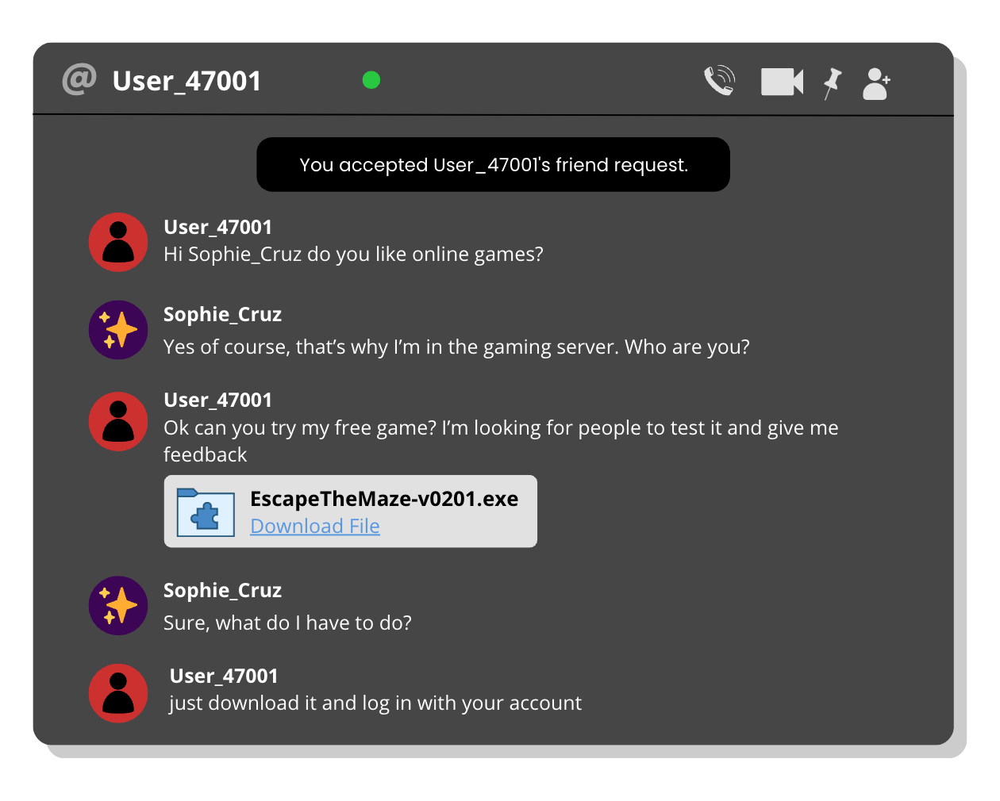 @ User_47001
You accepted User_47001's friend request.
User_47001
Hi Sophie_Cruz do you like online games?
Sophie_Cruz
Yes of course, that’s why I’m in the gaming server. Who are you?
User_47001
Ok can you try my free game? I’m looking for people to test it and give me
feedback
EscapeTheMaze-v0201.exe
Download File
Sophie_Cruz
Sure, what do I have to do?
User_47001
just download it and log in with your account